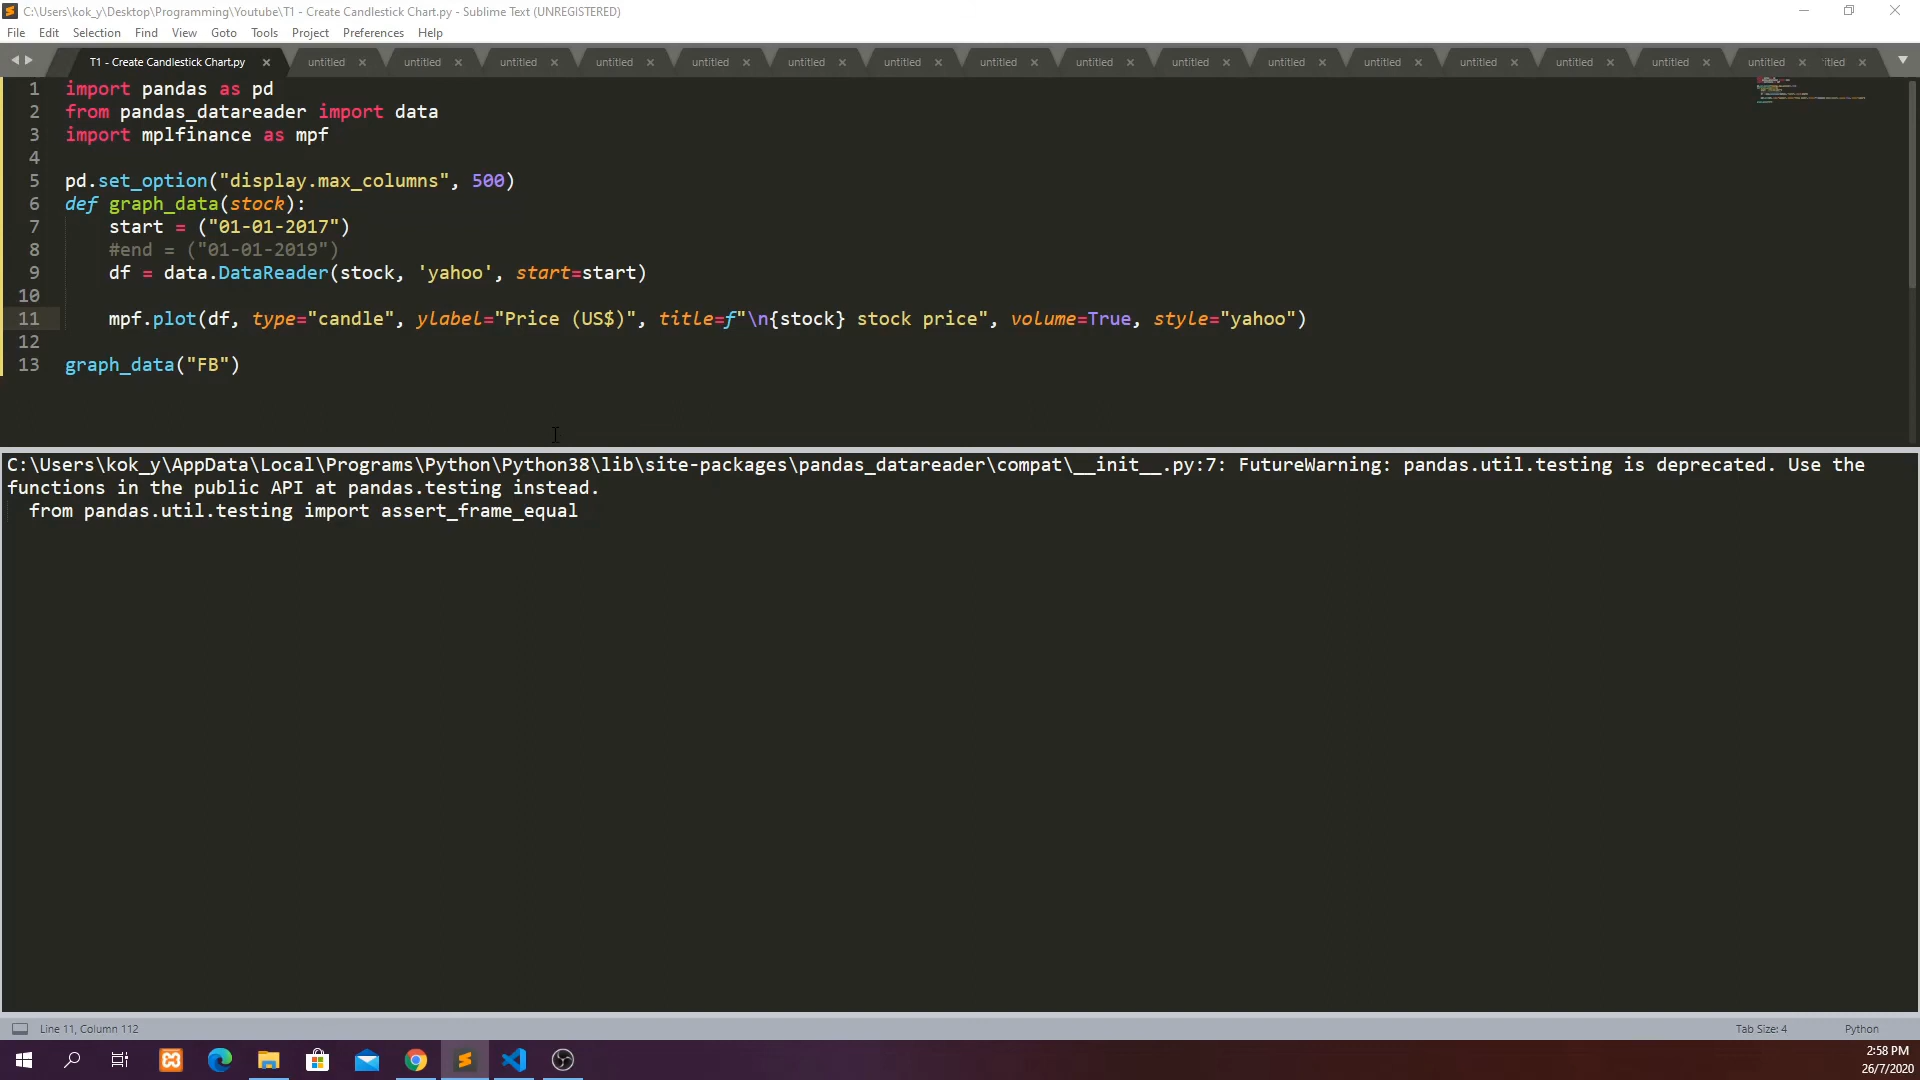 C:\Users\kok_y\Desktop\Programming\Youtube\T1 - Create Candlestick Chart.py - Sublime Text (UNREGISTERED)
File Edit Selection Find View Goto Tools Project Preferences Help
T1 - Create Candlestick Chart.py untitled untitled untitled untitled untitled untitled untitled untitled untitled untitled untitled untitled untitled untitled untitled untitled
1 import pandas as pd
2 from pandas_datareader import data
3 import mplfinance as mpf
4
5 pd.set_option("display.max_columns", 500)
6 def graph_data(stock):
7 start = ("01-01-2017")
8 #end = ("01-01-2019")
9 df = data.DataReader(stock, 'yahoo', start=start)
10
11 mpf.plot(df, type="candle", ylabel="Price (US$)", title=f"\n{stock} stock price", volume=True, style="yahoo")
12
13 graph_data("FB")
C:\Users\kok_y\AppData\Local\Programs\Python\Python38\lib\site-packages\pandas_datareader\compat\__init__.py:7: FutureWarning: pandas.util.testing is deprecated. Use the
functions in the public API at pandas.testing instead.
from pandas.util.testing import assert_frame_equal
Line 11, Column 112 Tab Size: 4 Python
2:58 PM
26/7/2020